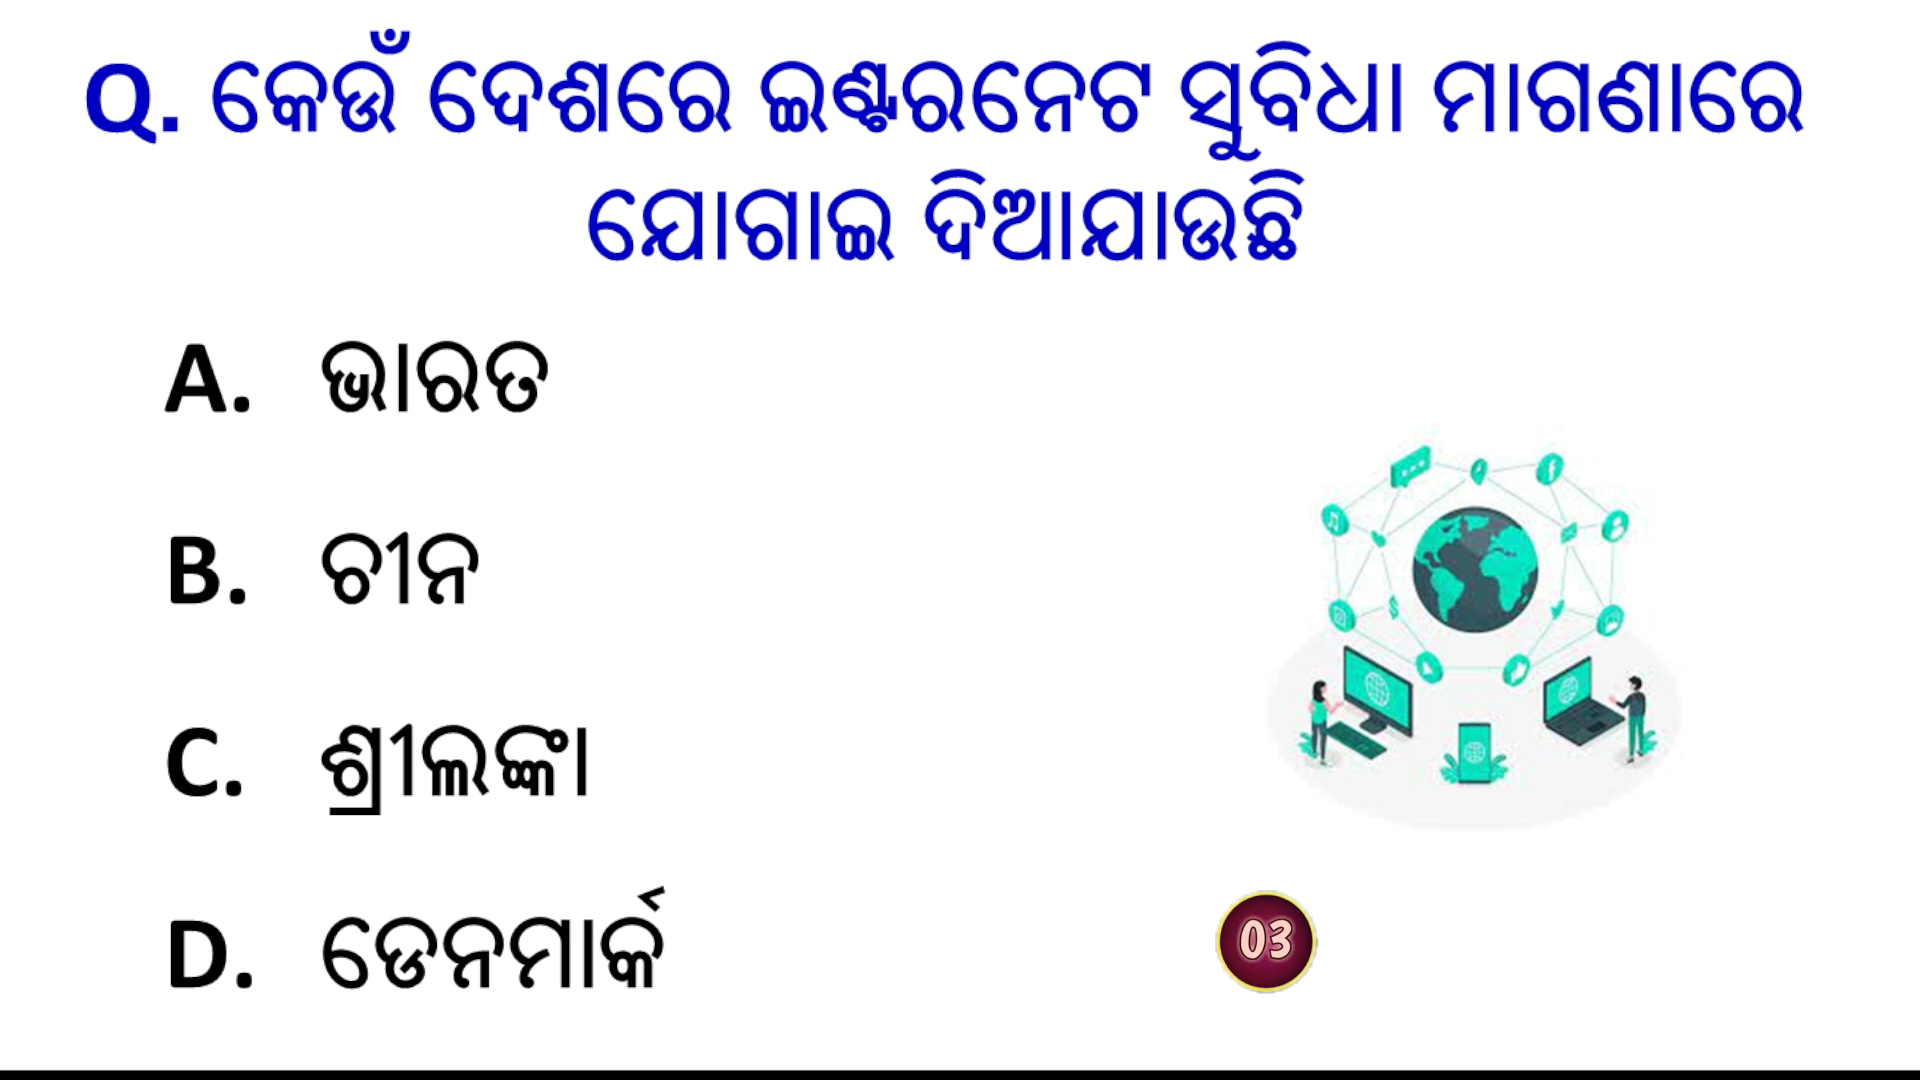 Q. କେଉଁ ଦେଶରେ ଇଣ୍ଟରନେଟ ସୁବିଧା ମାଗଣାରେ
ଯୋଗାଇ ଦିଆଯାଉଛି
A. ଭାରତ
B. ଚୀନ
C. ଶ୍ରୀଲଙ୍କା
D. ଡେନମାର୍କ
03